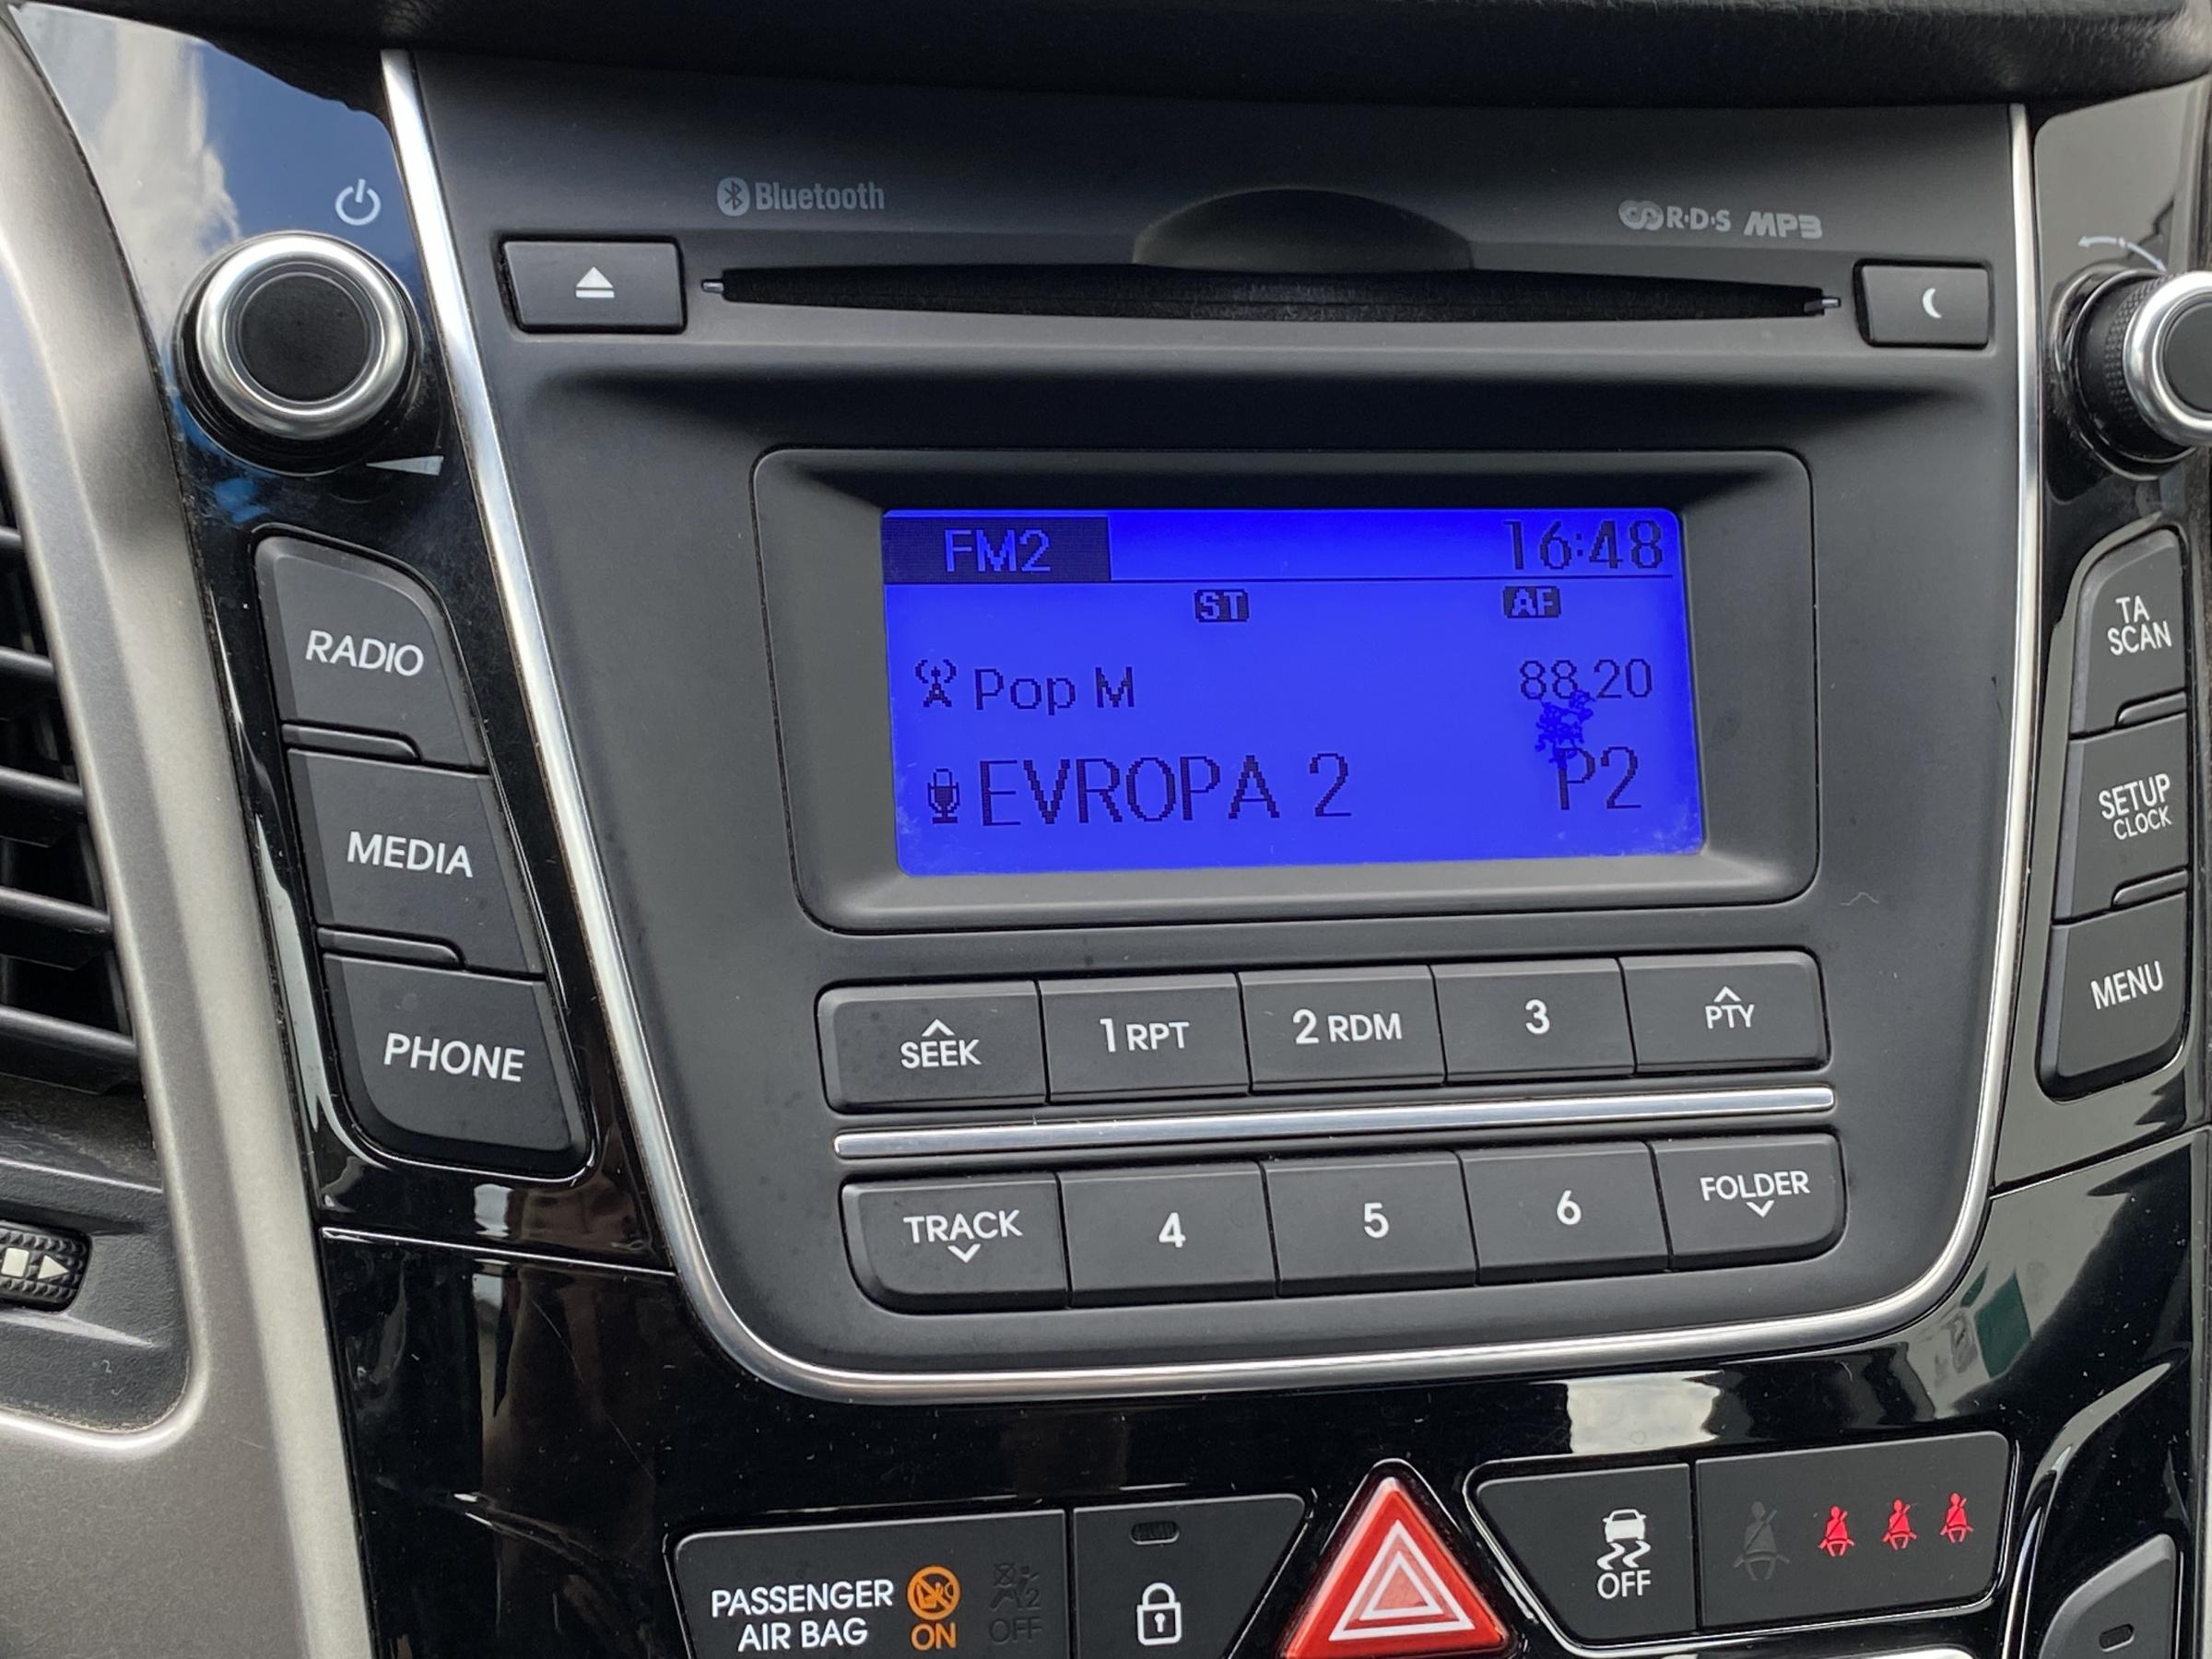 Bluetooth
R·D·S MP3
FM2 16:48
ST AF
Pop M 88.20
EVROPA 2 P2
RADIO
MEDIA
PHONE
TA
SCAN
SETUP
CLOCK
MENU
SEEK 1 RPT 2 RDM 3 PTY
TRACK 4 5 6 FOLDER
PASSENGER
AIR BAG
ON
OFF
OFF